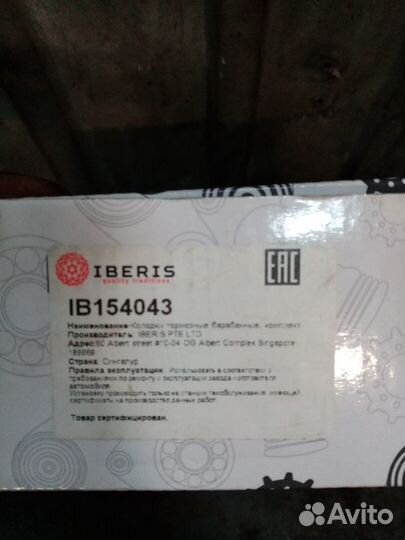 IBERIS
quality traditions
EAC
IB154043
Наименование: Колодки тормозные барабанные, комплект
Производитель: IBERIS PTE LTD
Адрес: 60 Albert street #10-04 OG Albert Complex Singapore
189969
Страна: Сингапур
Правила эксплуатации: Использовать в соответствии с
требованиями по ремонту и эксплуатации завода-изготовителя
автомобиля
Установку производить только на станции техобслуживания, имеющей
сертификаты на производство данных работ.
Товар сертифицирован.
Avito